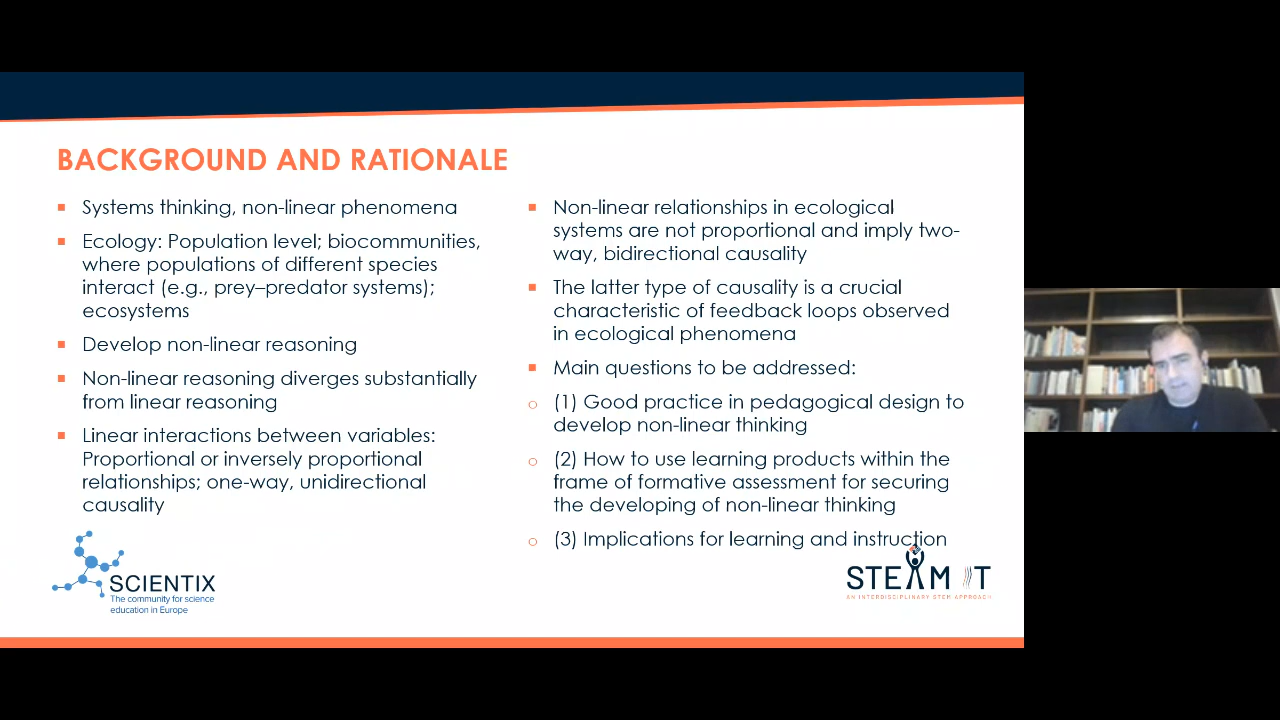 BACKGROUND AND RATIONALE
Systems thinking, non-linear phenomena
Ecology: Population level; biocommunities,
where populations of different species
interact (e.g., prey–predator systems);
ecosystems
Develop non-linear reasoning
Non-linear reasoning diverges substantially
from linear reasoning
Linear interactions between variables:
Proportional or inversely proportional
relationships; one-way, unidirectional
causality
Non-linear relationships in ecological
systems are not proportional and imply two-
way, bidirectional causality
The latter type of causality is a crucial
characteristic of feedback loops observed
in ecological phenomena
Main questions to be addressed:
(1) Good practice in pedagogical design to
develop non-linear thinking
(2) How to use learning products within the
frame of formative assessment for securing
the developing of non-linear thinking
(3) Implications for learning and instruction
SCIENTIX
The community for science
education in Europe
STEAM IT
AN INTERDISCIPLINARY STEM APPROACH